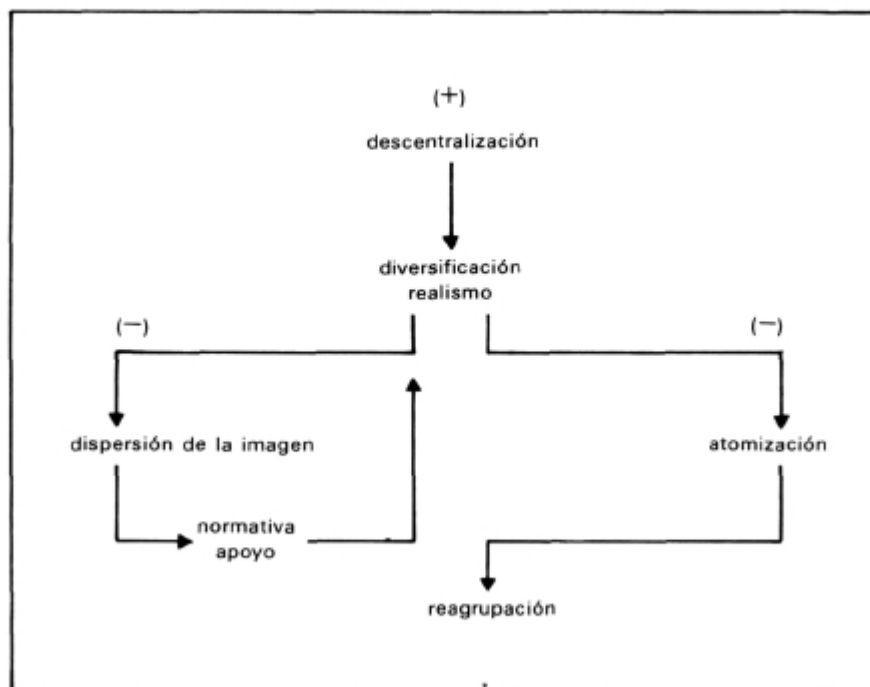 (+)
descentralización
diversificación
realismo
(—)
(—)
dispersión de la imagen
atomización
normativa
apoyo
reagrupación